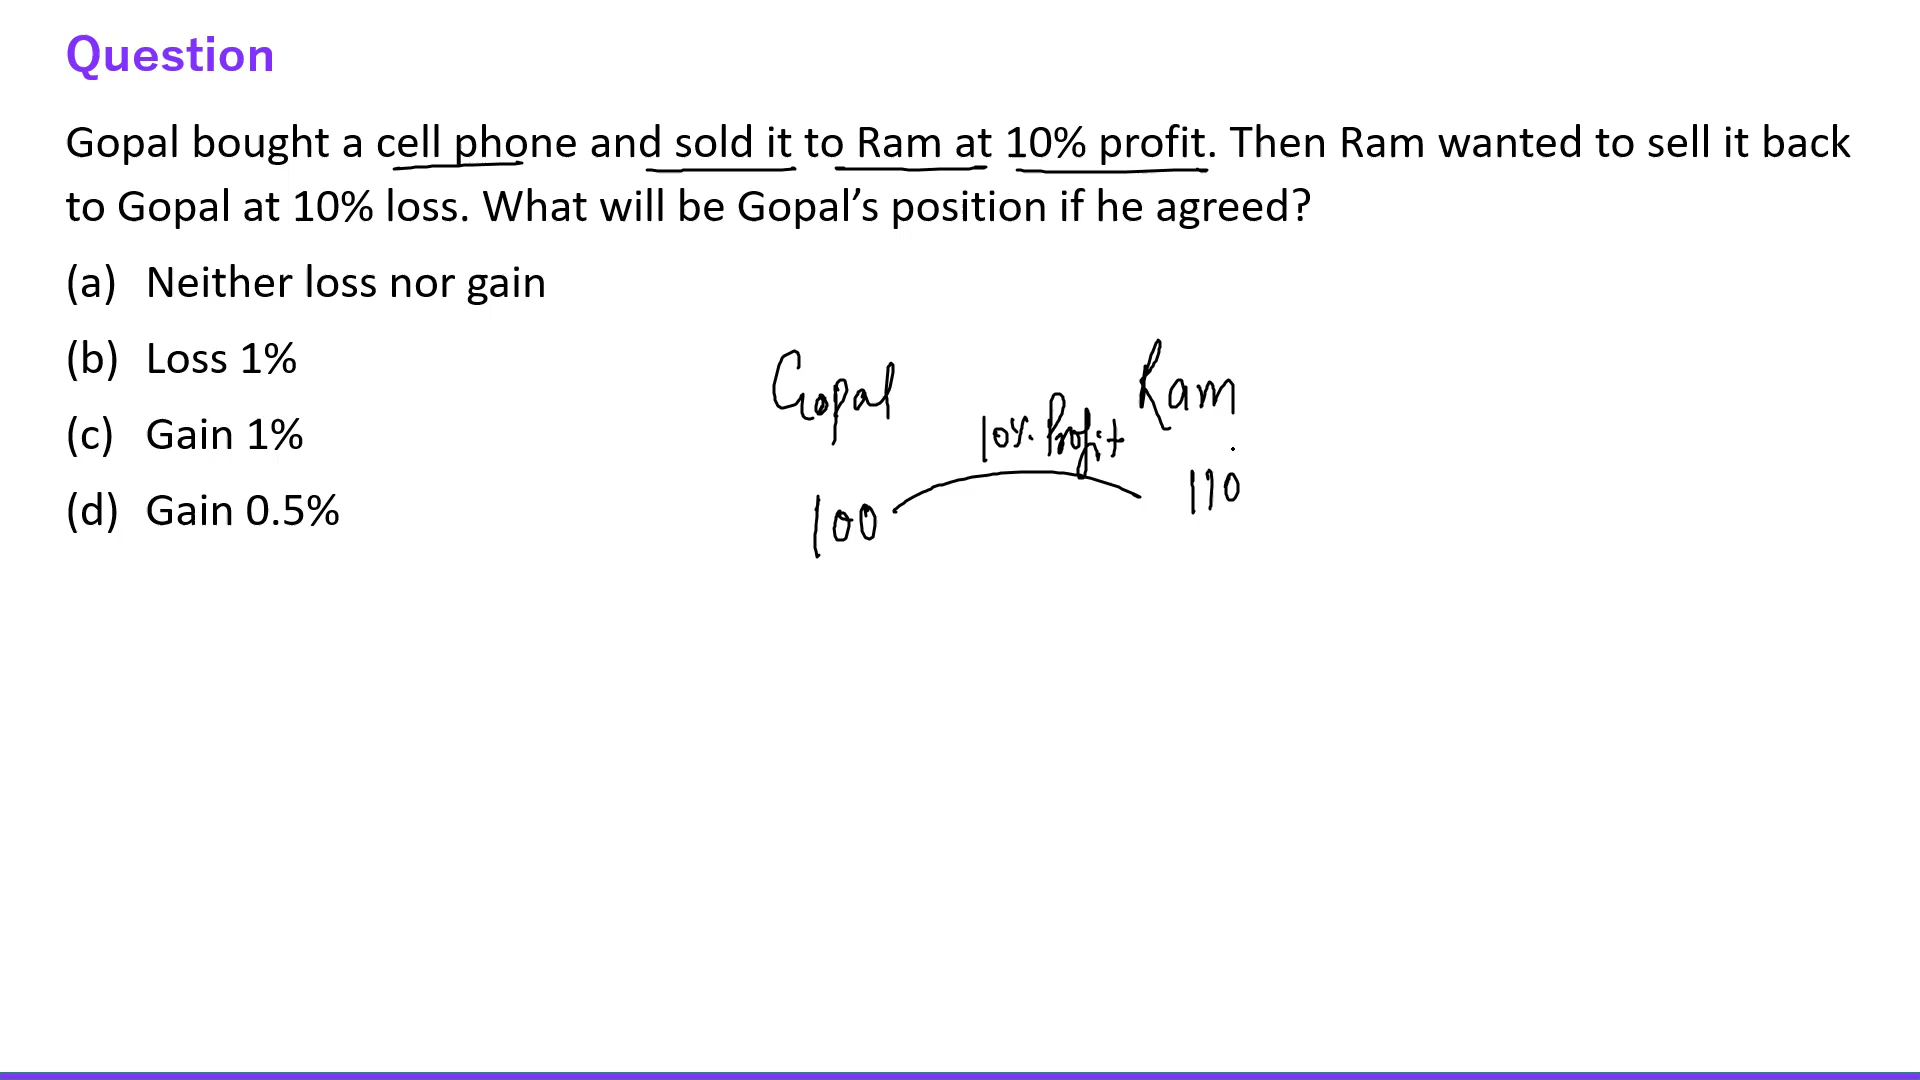 Question
Gopal bought a cell phone and sold it to Ram at 10% profit. Then Ram wanted to sell it back
to Gopal at 10% loss. What will be Gopal’s position if he agreed?
(a) Neither loss nor gain
(b) Loss 1%
(c) Gain 1%
(d) Gain 0.5%
Gopal
Ram
10% Profit
100
110